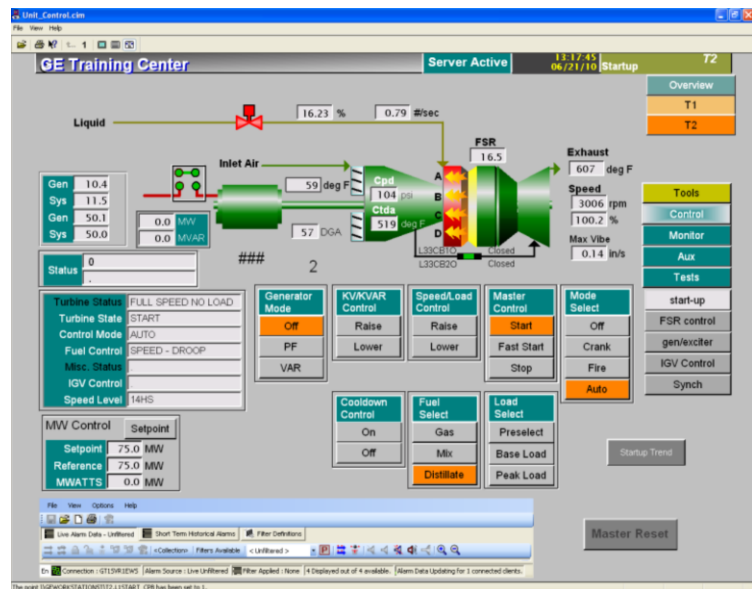 Unit_Control.cim
File View Help
GE Training Center
Server Active
13:17:45
06/21/10
Startup
T2
Overview
T1
T2
Liquid
16.23 %
0.79 #/sec
FSR
16.5
Exhaust
607 deg F
Inlet Air
59 deg F
Cpd
104 psi
Ctda
519 deg F
A
B
C
D
Speed
3006 rpm
100.2 %
Max Vibe
0.14 in/s
Gen 10.4
Sys 11.5
Gen 50.1
Sys 50.0
0.0 MW
0.0 MVAR
57 DGA
L33CB1O Closed
L33CB2O Closed
###
2
Status 0
.
Tools
Control
Monitor
Aux
Tests
start-up
FSR control
gen/exciter
IGV Control
Synch
Turbine Status FULL SPEED NO LOAD
Turbine State START
Control Mode AUTO
Fuel Control SPEED - DROOP
Misc. Status
IGV Control
Speed Level 14HS
Generator Mode
Off
PF
VAR
KV/KVAR Control
Raise
Lower
Speed/Load Control
Raise
Lower
Master Control
Start
Fast Start
Stop
Mode Select
Off
Crank
Fire
Auto
MW Control Setpoint
Setpoint 75.0 MW
Reference 75.0 MW
MWATTS 0.0 MW
Cooldown Control
On
Off
Fuel Select
Gas
Mix
Distillate
Load Select
Preselect
Base Load
Peak Load
Startup Trend
Master Reset
File View Options Help
Live Alarm Data - Unfiltered Short Term Historical Alarms Filter Definitions
<Collection> Filters Available < Unfiltered >
En Connection : GT1SVR1EWS Alarm Source : Live Unfiltered Filter Applied : None 4 Displayed out of 4 available. Alarm Data Updating for 1 connected clients.